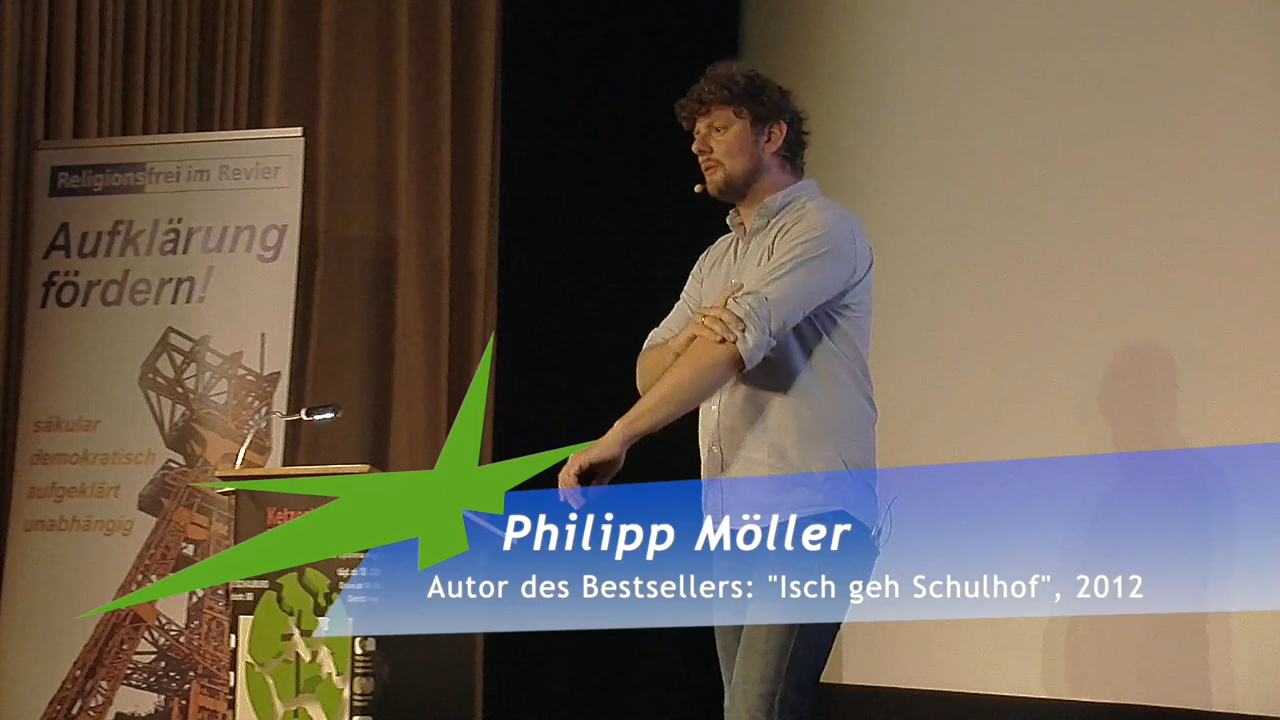 Religionsfrei im Revier
Aufklärung
fördern!
säkular
demokratisch
aufgeklärt
unabhängig
Philipp Möller
Autor des Bestsellers: "Isch geh Schulhof", 2012